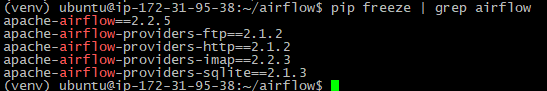 (venv) ubuntu@ip-172-31-95-38:~/airflow$ pip freeze | grep airflow
apache-airflow==2.2.5
apache-airflow-providers-ftp==2.1.2
apache-airflow-providers-http==2.1.2
apache-airflow-providers-imap==2.2.3
apache-airflow-providers-sqlite==2.1.3
(venv) ubuntu@ip-172-31-95-38:~/airflow$